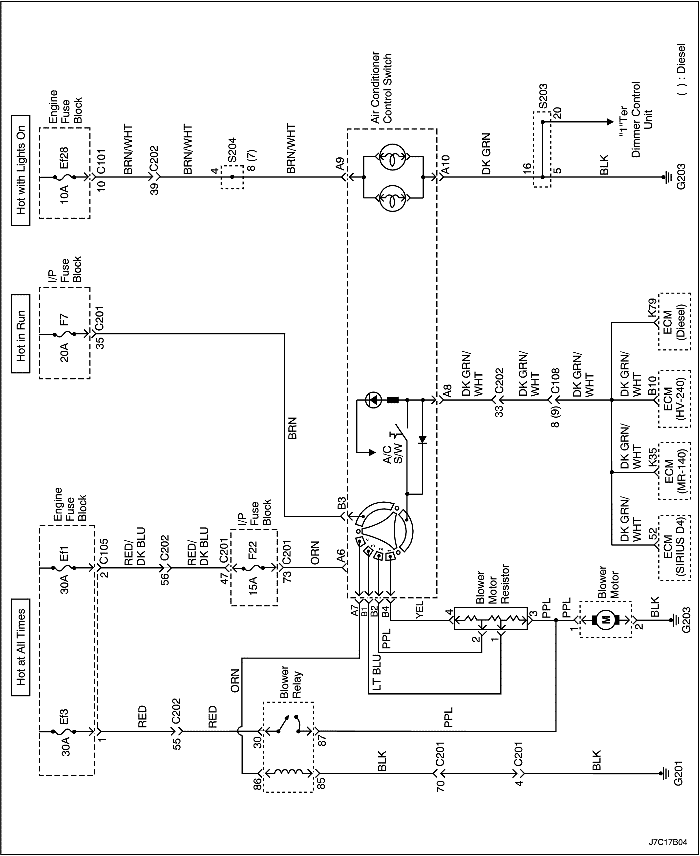 Hot at All Times
Hot in Run
Hot with Lights On
Engine
Fuse
Block
Ef3
30A
Ef1
30A
Engine
Fuse
Block
I/P
Fuse
Block
F7
20A
Ef28
10A
1
2
C105
35
C201
10
C101
RED
RED/
DK BLU
BRN/WHT
55
C202
56
C202
39
C202
RED
RED/
DK BLU
BRN/WHT
47
C201
I/P
Fuse
Block
F22
15A
73
C201
4
S204
8 (7)
ORN
BRN
BRN/WHT
ORN
A6
B3
A9
Air Conditioner
Control Switch
A/C
S/W
A7
B1
B2
B4
A8
A10
Blower
Relay
30
87
86
85
LT BLU
PPL
YEL
4
2
1
3
Blower
Motor
Resistor
PPL
PPL
PPL
1
2
M
Blower
Motor
BLK
G203
BLK
70
C201
4
C201
BLK
G201
DK GRN/
WHT
33
C202
DK GRN/
WHT
8 (9)
C108
DK GRN/
WHT
DK GRN/
WHT
52
ECM
(SIRIUS D4)
DK GRN/
WHT
K35
ECM
(MR-140)
DK GRN/
WHT
B10
ECM
(HV-240)
DK GRN/
WHT
K79
ECM
(Diesel)
DK GRN
16
S203
5
20
BLK
G203
"1"Ter
Dimmer Control
Unit
( ) : Diesel
J7C17B04